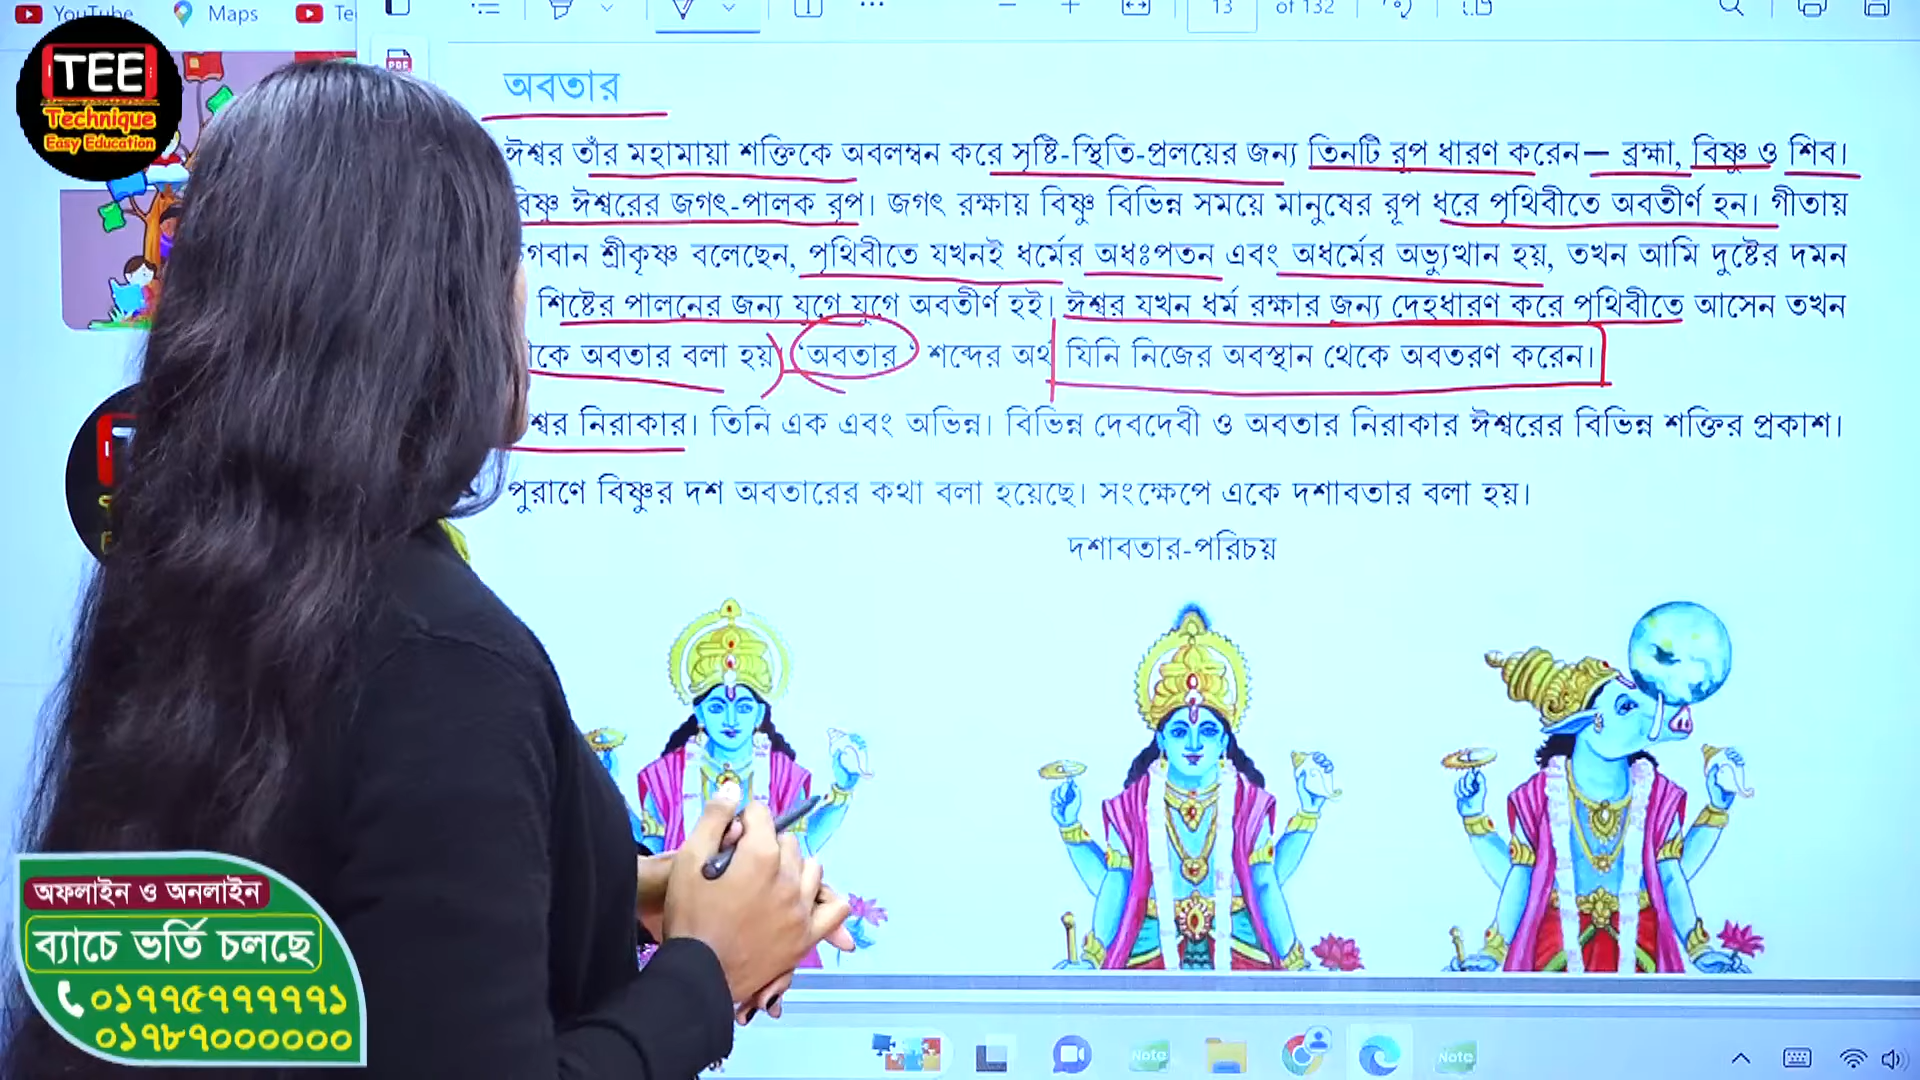 YouTube
Maps
Te
13 of 132
TEE
Technique
Easy Education
অবতার
ঈশ্বর তাঁর মহামায়া শক্তিকে অবলম্বন করে সৃষ্টি-স্থিতি-প্রলয়ের জন্য তিনটি রূপ ধারণ করেন— ব্রহ্মা, বিষ্ণু ও শিব।
বিষ্ণু ঈশ্বরের জগৎ-পালক রূপ। জগৎ রক্ষায় বিষ্ণু বিভিন্ন সময়ে মানুষের রূপ ধরে পৃথিবীতে অবতীর্ণ হন। গীতায়
শ্রীকৃষ্ণ বলেছেন, পৃথিবীতে যখনই ধর্মের অধঃপতন এবং অধর্মের অভ্যুত্থান হয়, তখন আমি দুষ্টের দমন
শিষ্টের পালনের জন্য যুগে যুগে অবতীর্ণ হই। ঈশ্বর যখন ধর্ম রক্ষার জন্য দেহধারণ করে পৃথিবীতে আসেন তখন
অবতার বলা হয়। 'অবতার' শব্দের অর্থ যিনি নিজের অবস্থান থেকে অবতরণ করেন।
নিরাকার। তিনি এক এবং অভিন্ন। বিভিন্ন দেবদেবী ও অবতার নিরাকার ঈশ্বরের বিভিন্ন শক্তির প্রকাশ।
পুরাণে বিষ্ণুর দশ অবতারের কথা বলা হয়েছে। সংক্ষেপে একে দশাবতার বলা হয়।
দশাবতার-পরিচয়
অফলাইন ও অনলাইন
ব্যাচে ভর্তি চলছে
০১৭৭৫৭৭৭৭৭১
০১৭৮৭০০০০০০
Note
Note